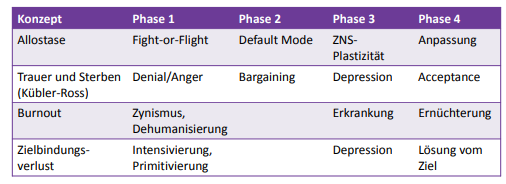 Konzept Phase 1 Phase 2 Phase 3 Phase 4
Allostase Fight-or-Flight Default Mode ZNS-
Plastizität Anpassung
Trauer und Sterben
(Kübler-Ross) Denial/Anger Bargaining Depression Acceptance
Burnout Zynismus,
Dehumanisierung Erkrankung Ernüchterung
Zielbindungs-
verlust Intensivierung,
Primitivierung Depression Lösung vom
Ziel